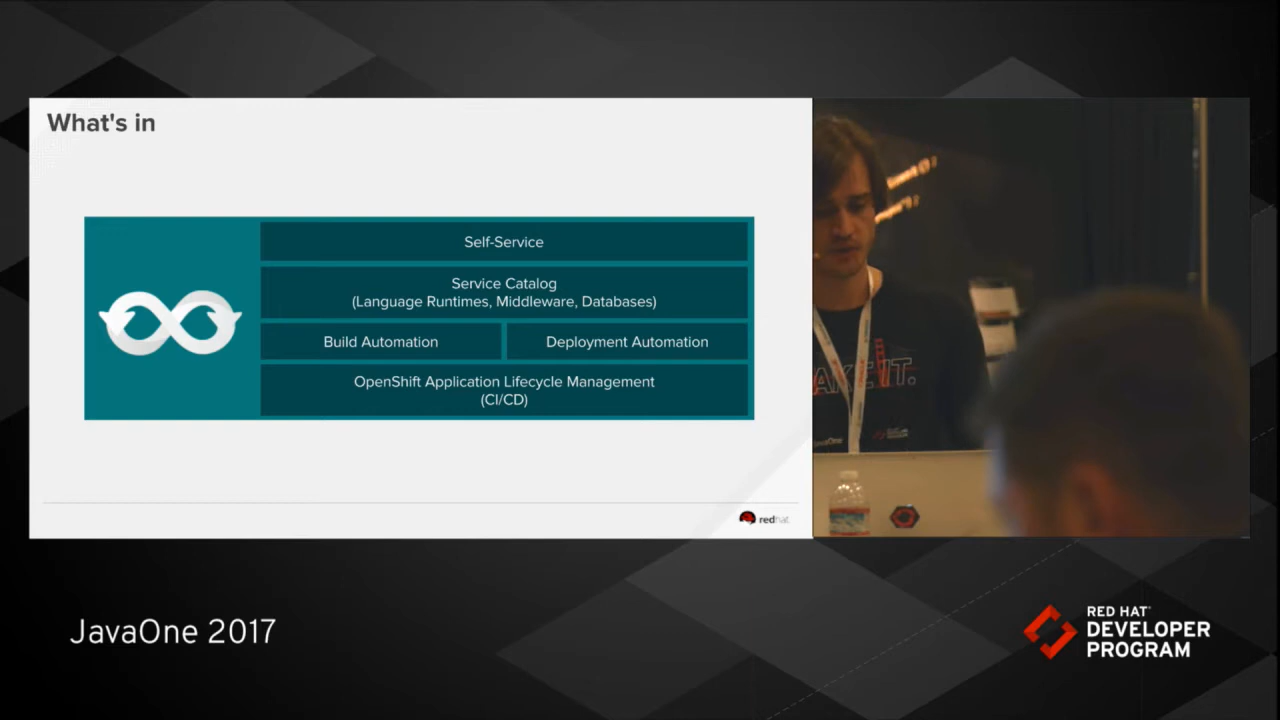 What's in
Self-Service
Service Catalog
(Language Runtimes, Middleware, Databases)
Build Automation
Deployment Automation
OpenShift Application Lifecycle Management
(CI/CD)
redhat
IT.
JavaOne 2017
RED HAT
DEVELOPER
PROGRAM